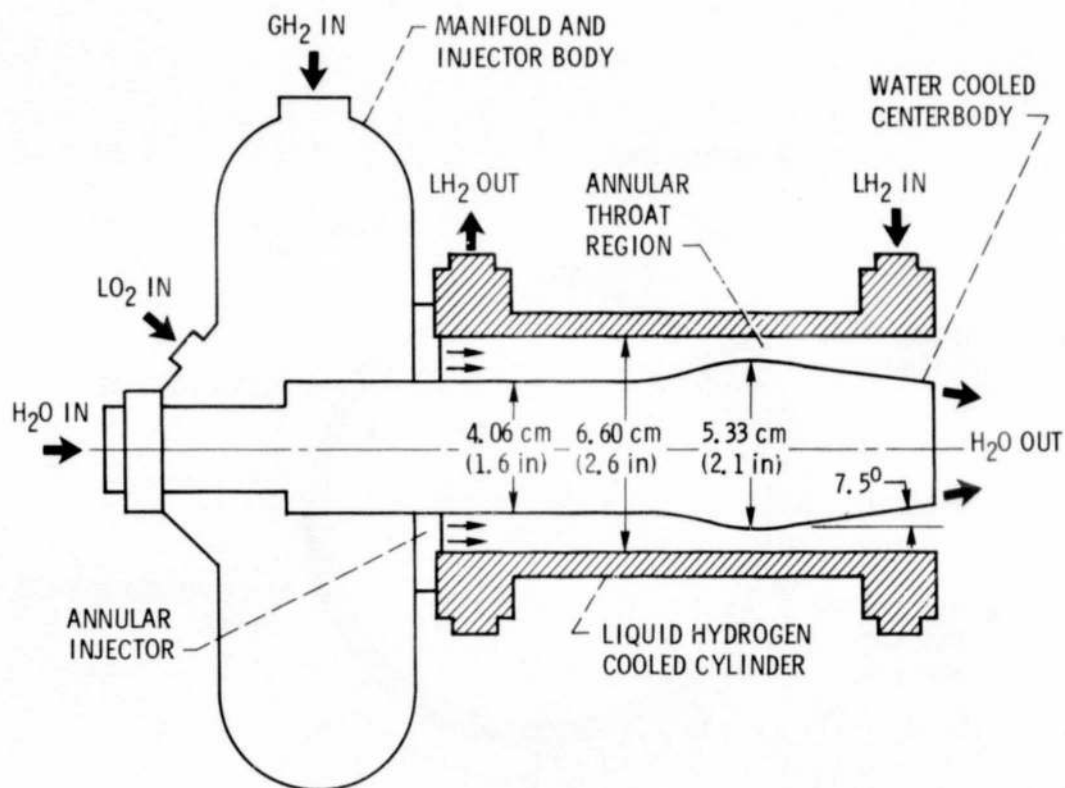 GH₂ IN
MANIFOLD AND
INJECTOR BODY
WATER COOLED
CENTERBODY
LH₂ OUT
ANNULAR
THROAT
REGION
LH₂ IN
LO₂ IN
H₂O IN
4.06 cm
(1.6 in)
6.60 cm
(2.6 in)
5.33 cm
(2.1 in)
H₂O OUT
7.5⁰
ANNULAR
INJECTOR
LIQUID HYDROGEN
COOLED CYLINDER